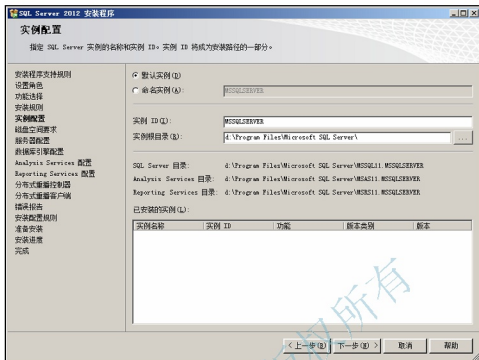 SQL Server 2012 安装程序
实例配置
指定 SQL Server 实例的名称和实例 ID。实例 ID 将成为安装路径的一部分。
安装程序支持规则
设置角色
功能选择
安装规则
实例配置
磁盘空间要求
服务器配置
数据库引擎配置
Analysis Services 配置
Reporting Services 配置
分布式重播控制器
分布式重播客户端
错误报告
安装配置规则
准备安装
安装进度
完成
默认实例(D)
命名实例(A): MSSQLSERVER
实例 ID(I): MSSQLSERVER
实例根目录(R): d:\Program Files\Microsoft SQL Server\ ...
SQL Server 目录: d:\Program Files\Microsoft SQL Server\MSSQL11.MSSQLSERVER
Analysis Services 目录: d:\Program Files\Microsoft SQL Server\MSAS11.MSSQLSERVER
Reporting Services 目录: d:\Program Files\Microsoft SQL Server\MSRS11.MSSQLSERVER
已安装的实例(L):
实例名称 实例 ID 功能 版本类别 版本
< 上一步(B) 下一步(N) > 取消 帮助